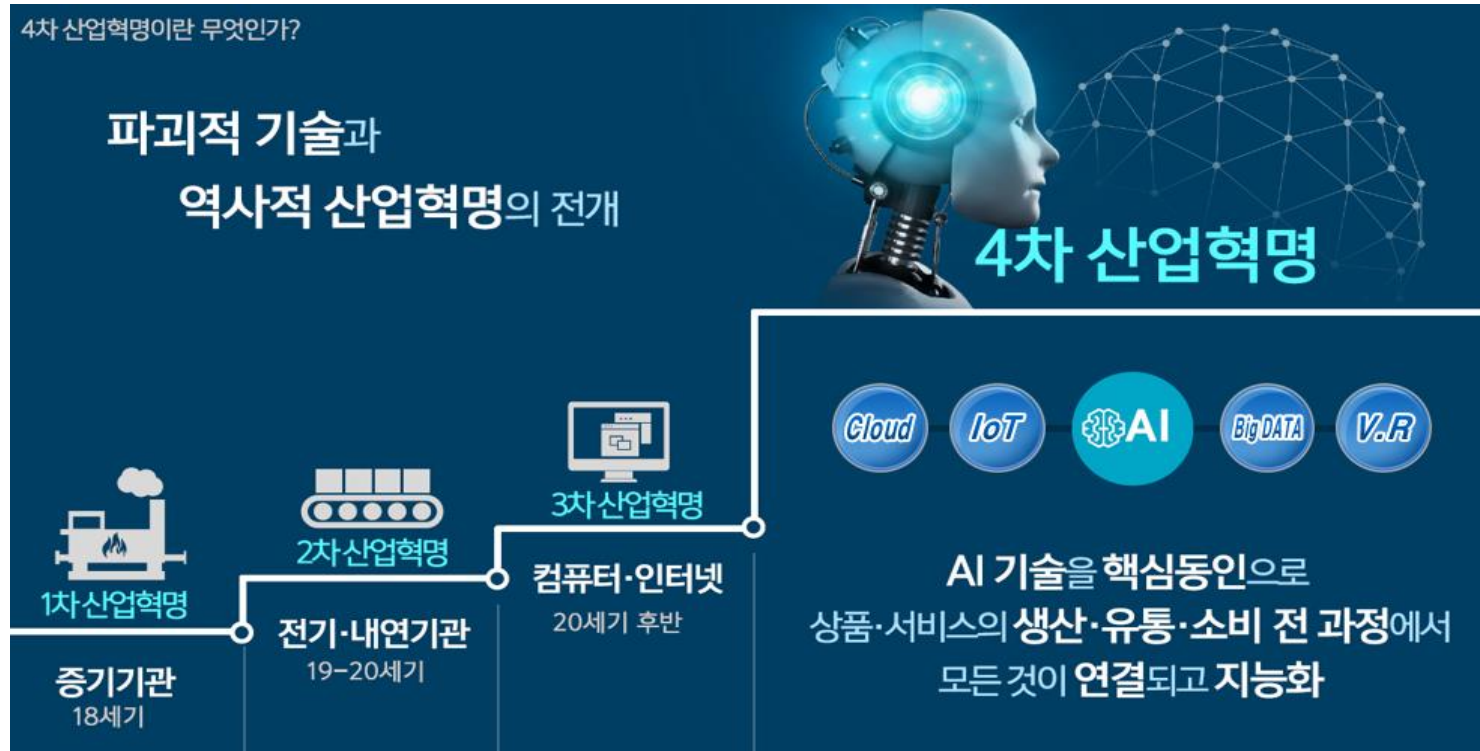 4차 산업혁명이란 무엇인가?
파괴적 기술과
역사적 산업혁명의 전개
4차 산업혁명
Cloud
IoT
AI
Big DATA
V.R
1차 산업혁명
증기기관
18세기
2차 산업혁명
전기·내연기관
19-20세기
3차 산업혁명
컴퓨터·인터넷
20세기 후반
AI 기술을 핵심동인으로
상품·서비스의 생산·유통·소비 전 과정에서
모든 것이 연결되고 지능화